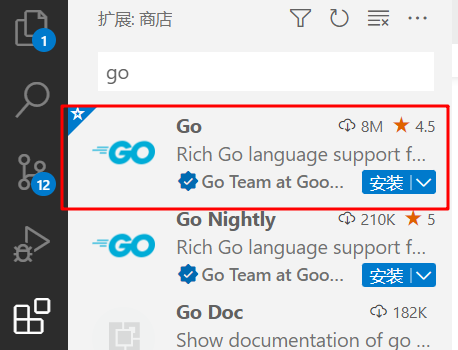 扩展: 商店
1
go
Go 8M 4.5
GO
Rich Go language support f...
Go Team at Goo... 安装
12
Go Nightly 210K 5
GO
Rich Go language support f...
Go Team at Goo... 安装
Go Doc 182K
Show documentation of go ...